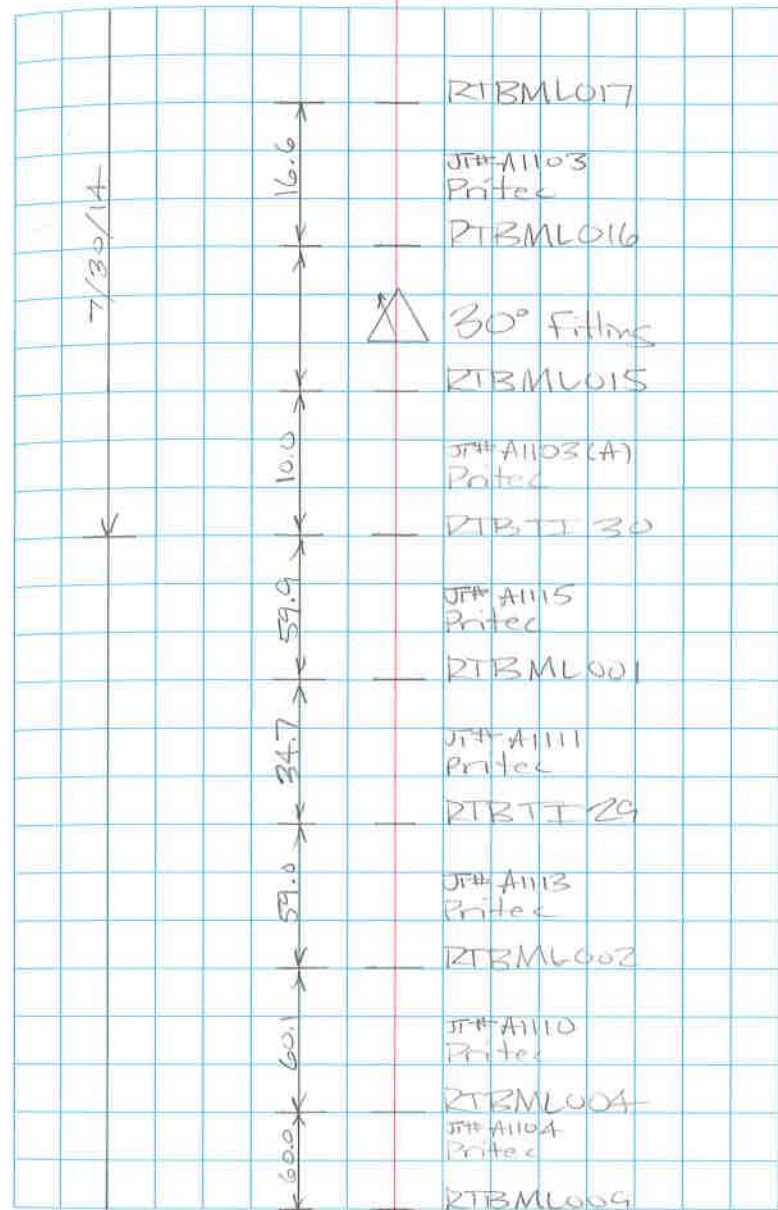 RTBML017
16.6
JT# A1103
Pritec
RTBML016
7/30/14
30° Fitting
RTBML015
10.0
JT# A1103(A)
Pritec
RTBTI 30
59.9
JT# A1115
Pritec
RTBML001
34.7
JT# A1111
Pritec
RTBTI 29
59.0
JT# A1113
Pritec
RTBML002
60.1
JT# A1110
Pritec
RTBML004
60.0
JT# A1104
Pritec
RTBML009